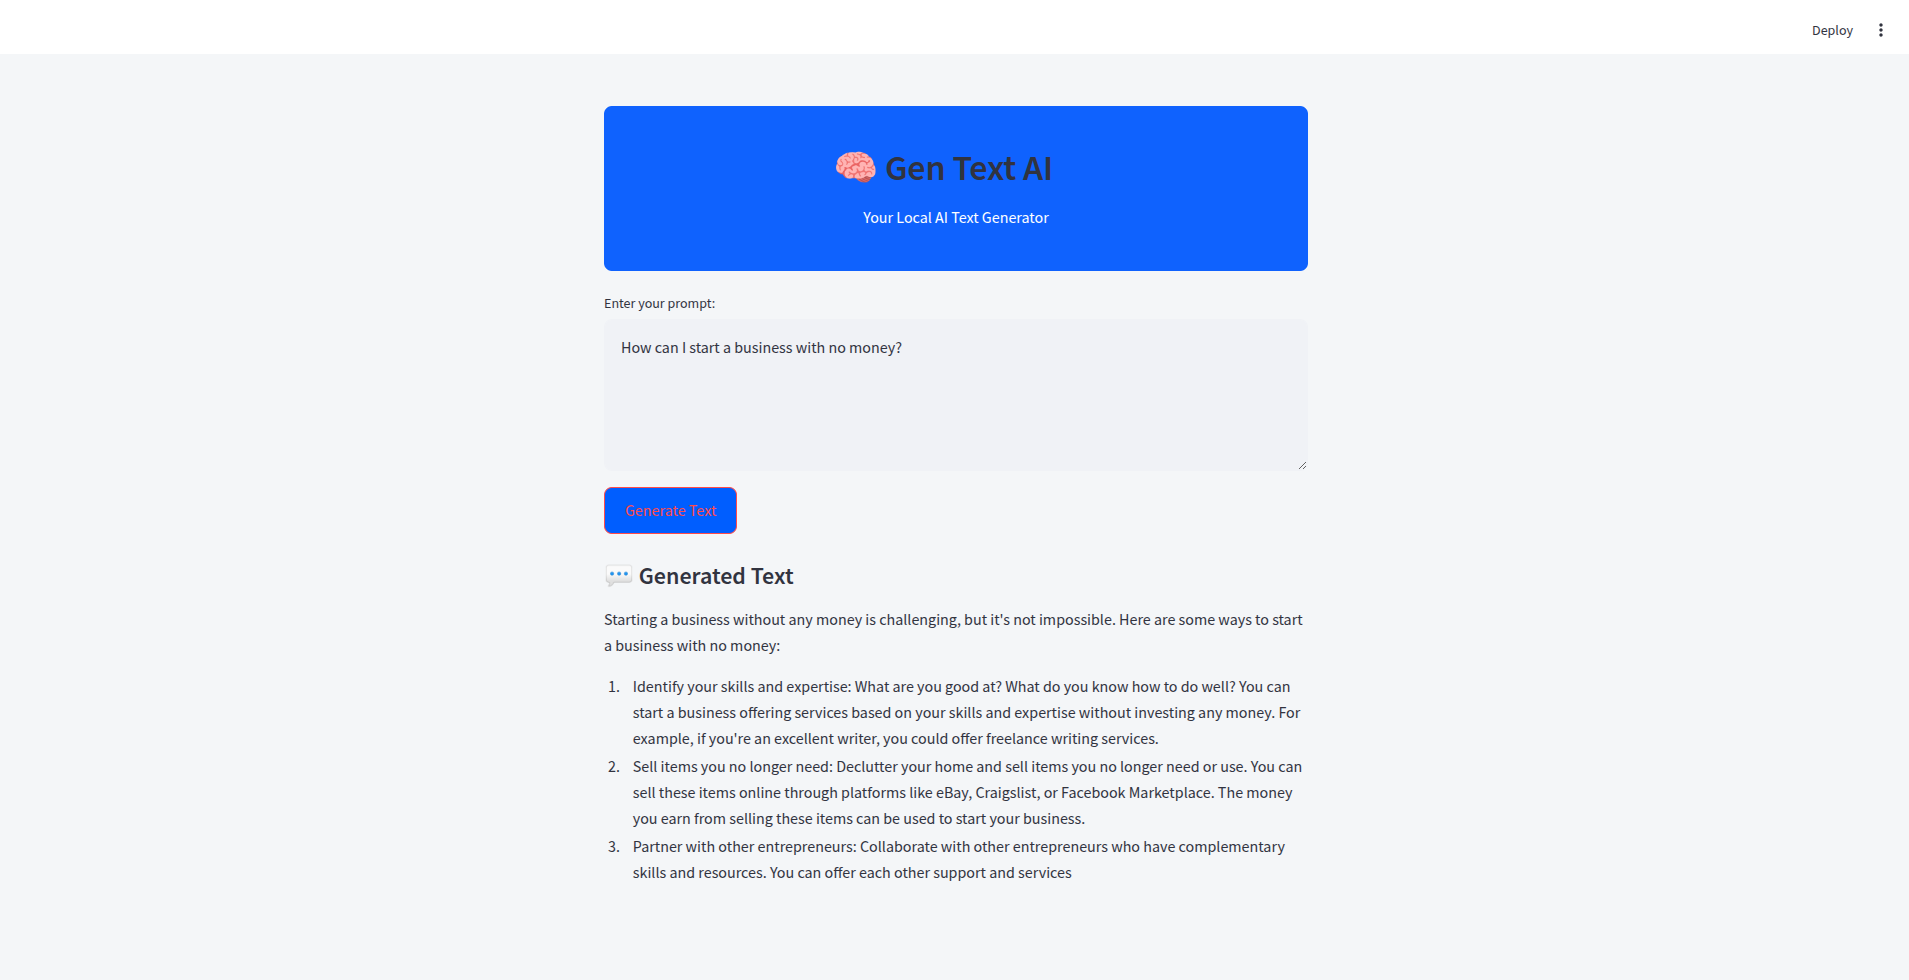 Deploy
🧠 Gen Text AI
Your Local AI Text Generator
Enter your prompt:
How can I start a business with no money?
Generate Text
💬 Generated Text
Starting a business without any money is challenging, but it's not impossible. Here are some ways to start
a business with no money:
1. Identify your skills and expertise: What are you good at? What do you know how to do well? You can
start a business offering services based on your skills and expertise without investing any money. For
example, if you're an excellent writer, you could offer freelance writing services.
2. Sell items you no longer need: Declutter your home and sell items you no longer need or use. You can
sell these items online through platforms like eBay, Craigslist, or Facebook Marketplace. The money
you earn from selling these items can be used to start your business.
3. Partner with other entrepreneurs: Collaborate with other entrepreneurs who have complementary
skills and resources. You can offer each other support and services